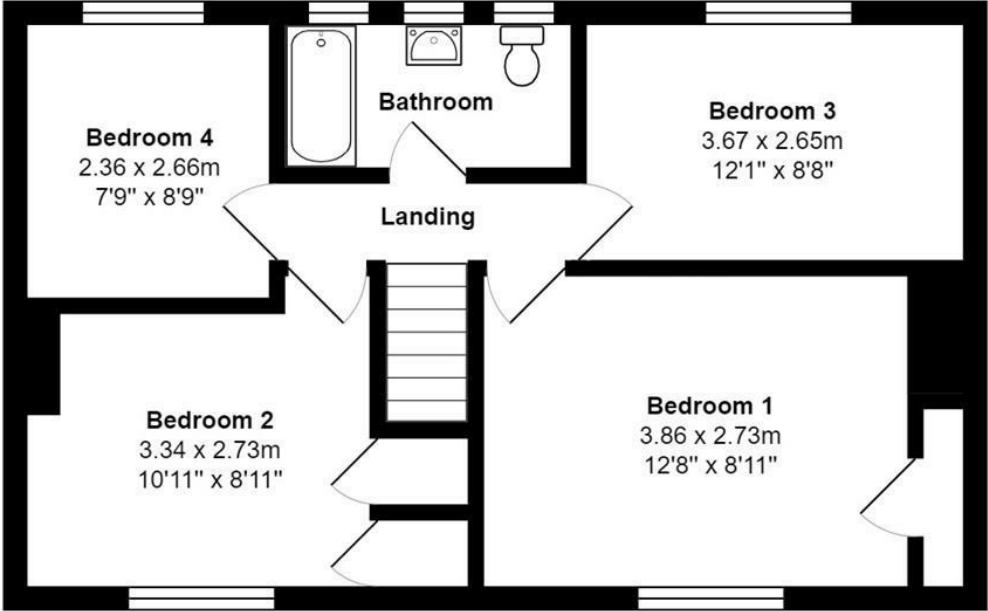 Bathroom
Bedroom 3
3.67 x 2.65m
12'1" x 8'8"
Bedroom 4
2.36 x 2.66m
7'9" x 8'9"
Landing
Bedroom 2
3.34 x 2.73m
10'11" x 8'11"
Bedroom 1
3.86 x 2.73m
12'8" x 8'11"